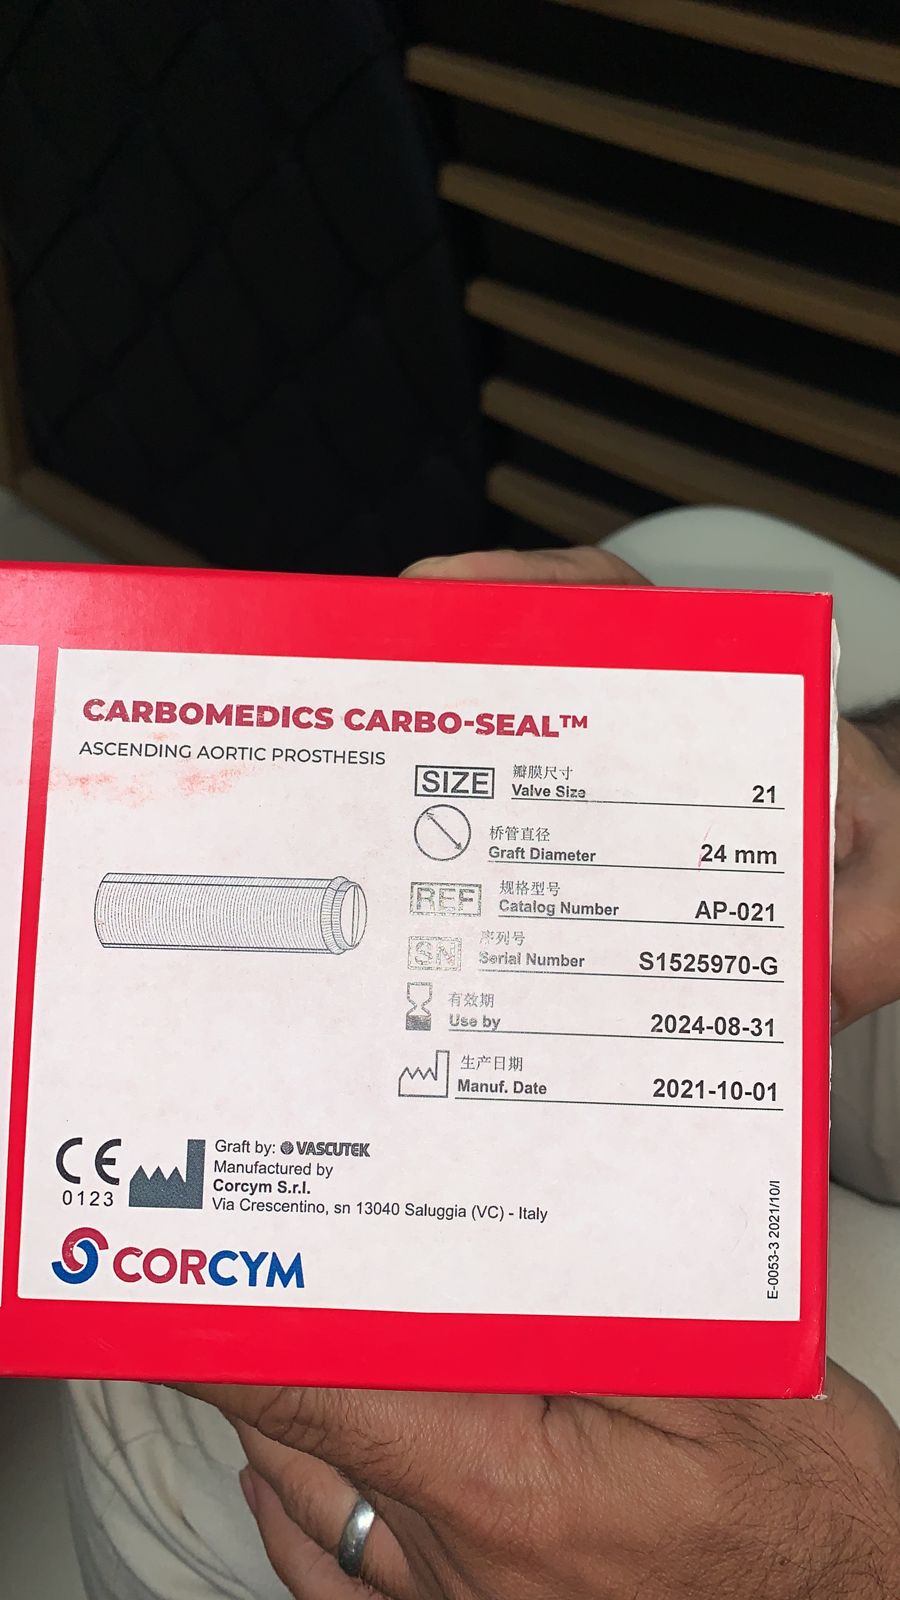 CARBOMEDICS CARBO-SEAL™
ASCENDING AORTIC PROSTHESIS
SIZE 瓣膜尺寸
Valve Size 21
桥管直径
Graft Diameter 24 mm
REF 规格型号
Catalog Number AP-021
SN 序列号
Serial Number S1525970-G
有效期
Use by 2024-08-31
生产日期
Manuf. Date 2021-10-01
CE
0123
Graft by: VASCUTEK
Manufactured by
Corcym S.r.l.
Via Crescentino, sn 13040 Saluggia (VC) - Italy
CORCYM
E-0053-3 2021/10/I